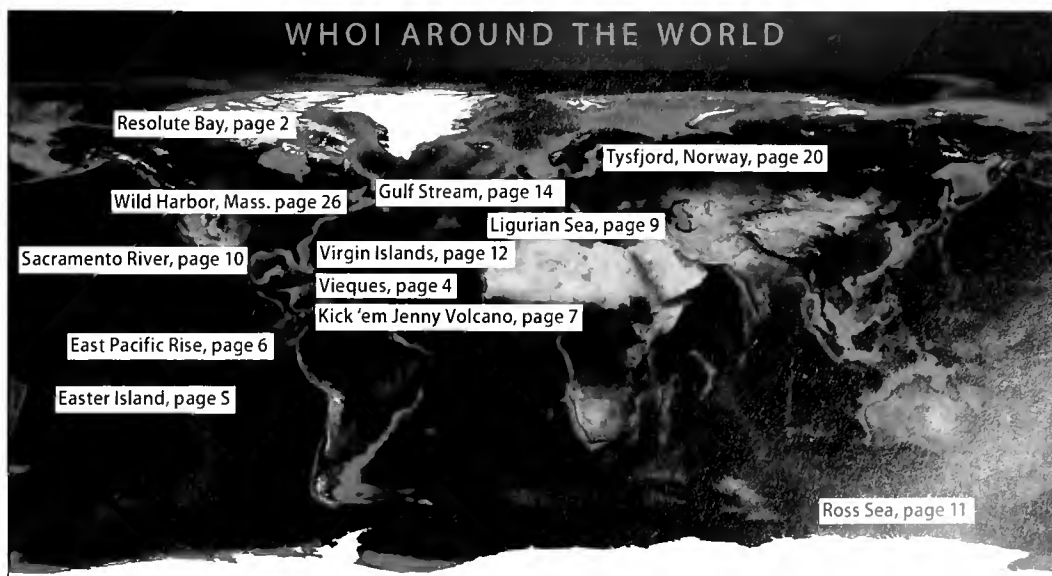 WHOI AROUND THE WORLD
Resolute Bay, page 2
Tysfjord, Norway, page 20
Gulf Stream, page 14
Wild Harbor, Mass. page 26
Ligurian Sea, page 9
Sacramento River, page 10
Virgin Islands, page 12
Vieques, page 4
Kick 'em Jenny Volcano, page 7
East Pacific Rise, page 6
Easter Island, page S
Ross Sea, page 11